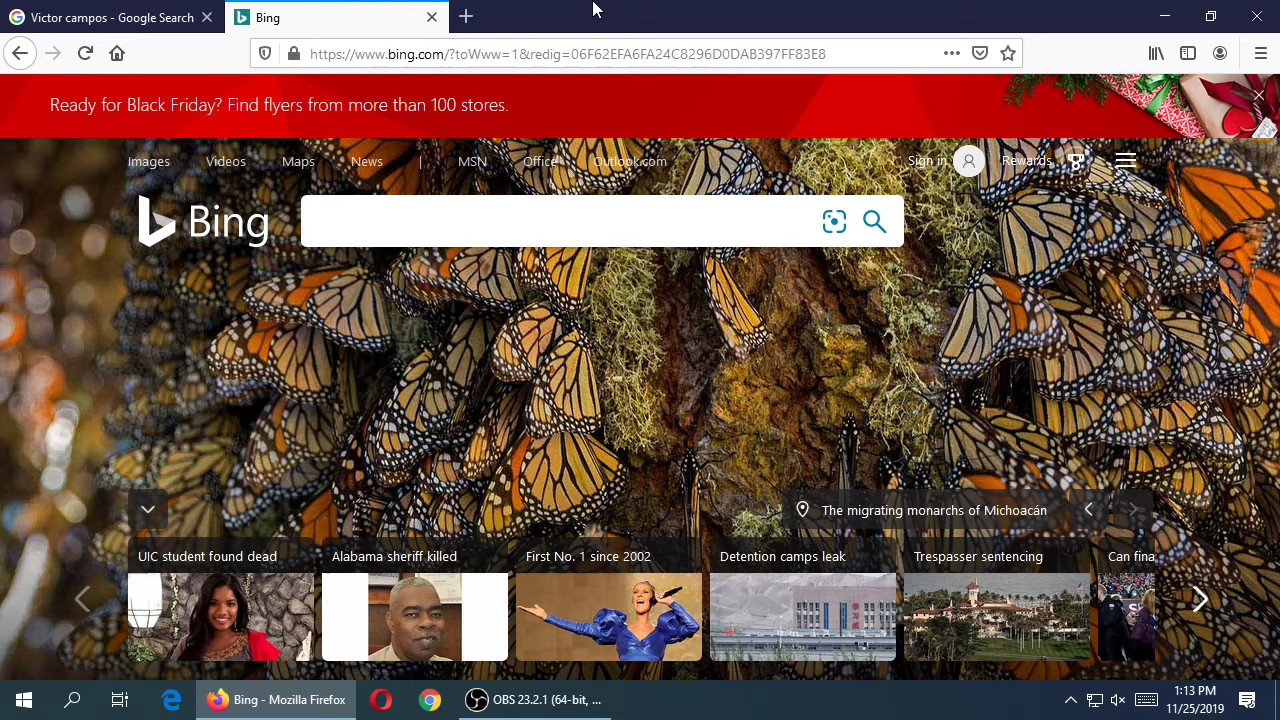 Victor campos - Google Search
Bing
https://www.bing.com/?toWww=1&redig=06F62EFA6FA24C8296D0DAB397FF83E8
Ready for Black Friday? Find flyers from more than 100 stores.
Images Videos Maps News | MSN Office Outlook.com Sign in Rewards
Bing
The migrating monarchs of Michoacán
UIC student found dead
Alabama sheriff killed
First No. 1 since 2002
Detention camps leak
Trespasser sentencing
Can fina
Bing - Mozilla Firefox
OBS 23.2.1 (64-bit, ...
1:13 PM
11/25/2019